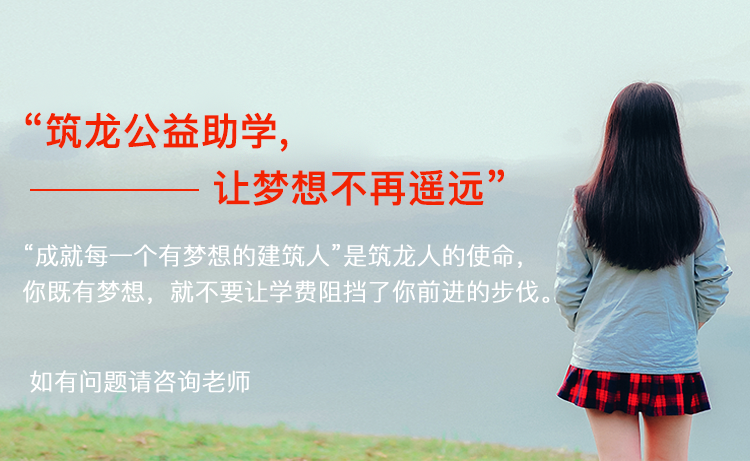 “筑龙公益助学,
让梦想不再遥远”
“成就每一个有梦想的建筑人”是筑龙人的使命，
你既有梦想，就不要让学费阻挡了你前进的步伐。
如有问题请咨询老师